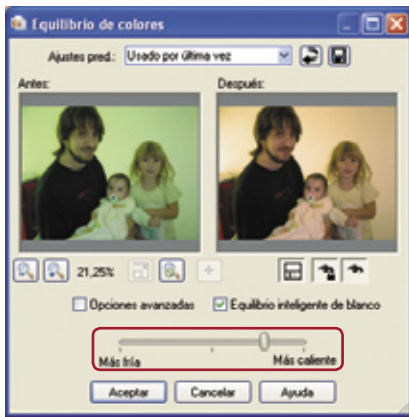 Equilibrio de colores
Ajustes pred.: Usado por última vez
Antes: Después:
21,25%
Opciones avanzadas Equilibrio inteligente de blanco
Más fría Más caliente
Aceptar Cancelar Ayuda